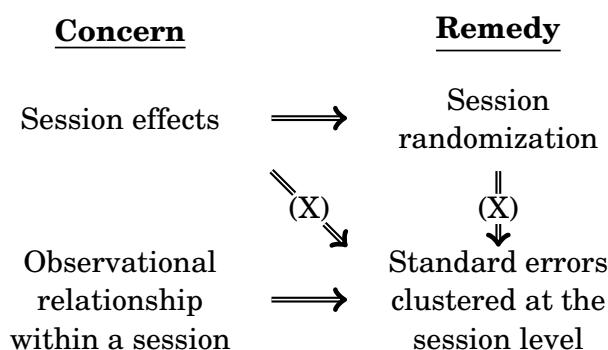 Concern
Remedy
Session effects
Session
randomization
(X)
(X)
Observational
relationship
within a session
Standard errors
clustered at the
session level